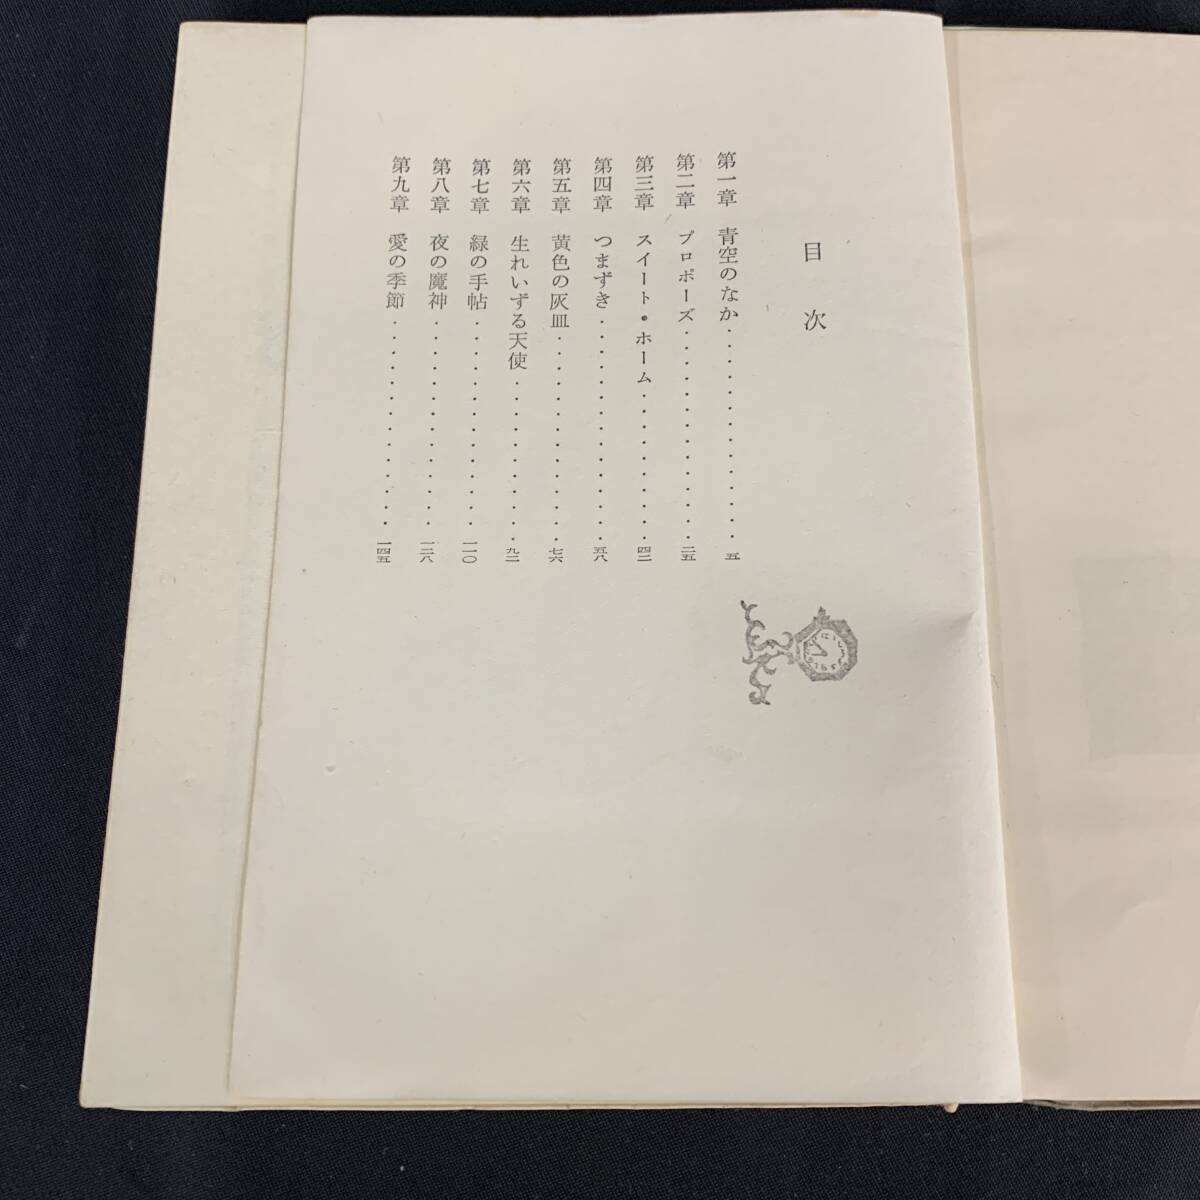 目次
第一章 青空のなか・・・・・・・・・・・・・・五
第二章 プロポーズ・・・・・・・・・・・・・・二五
第三章 スイート・ホーム・・・・・・・・・・四二
第四章 つまずき・・・・・・・・・・・・・・・五八
第五章 黄色の灰皿・・・・・・・・・・・・・七六
第六章 生れいずる天使・・・・・・・・・・九二
第七章 緑の手帖・・・・・・・・・・・・・・一一〇
第八章 夜の魔神・・・・・・・・・・・・・・一二八
第九章 愛の季節・・・・・・・・・・・・・・一四五